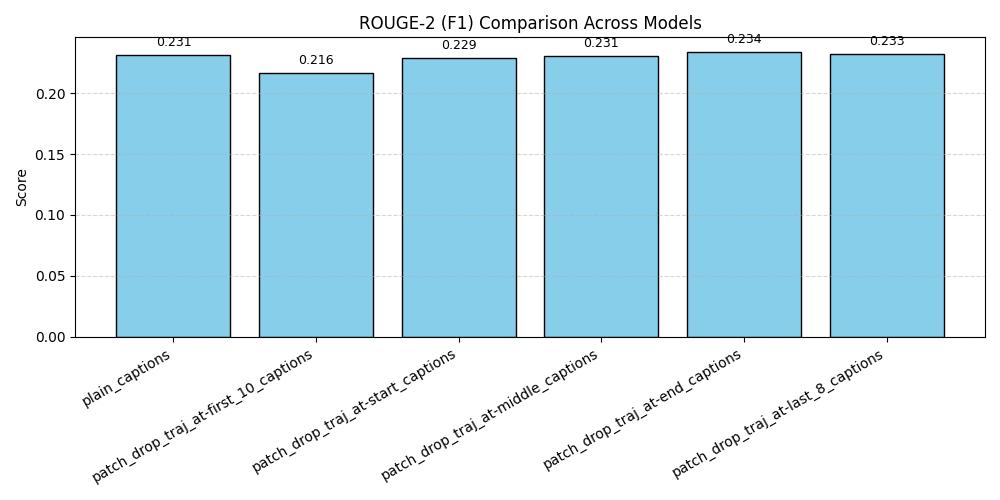 ROUGE-2 (F1) Comparison Across Models
Score
0.20
0.15
0.10
0.05
0.00
0.231
0.216
0.229
0.231
0.234
0.233
plain_captions
patch_drop_traj_at-first_10_captions
patch_drop_traj_at-start_captions
patch_drop_traj_at-middle_captions
patch_drop_traj_at-end_captions
patch_drop_traj_at-last_8_captions